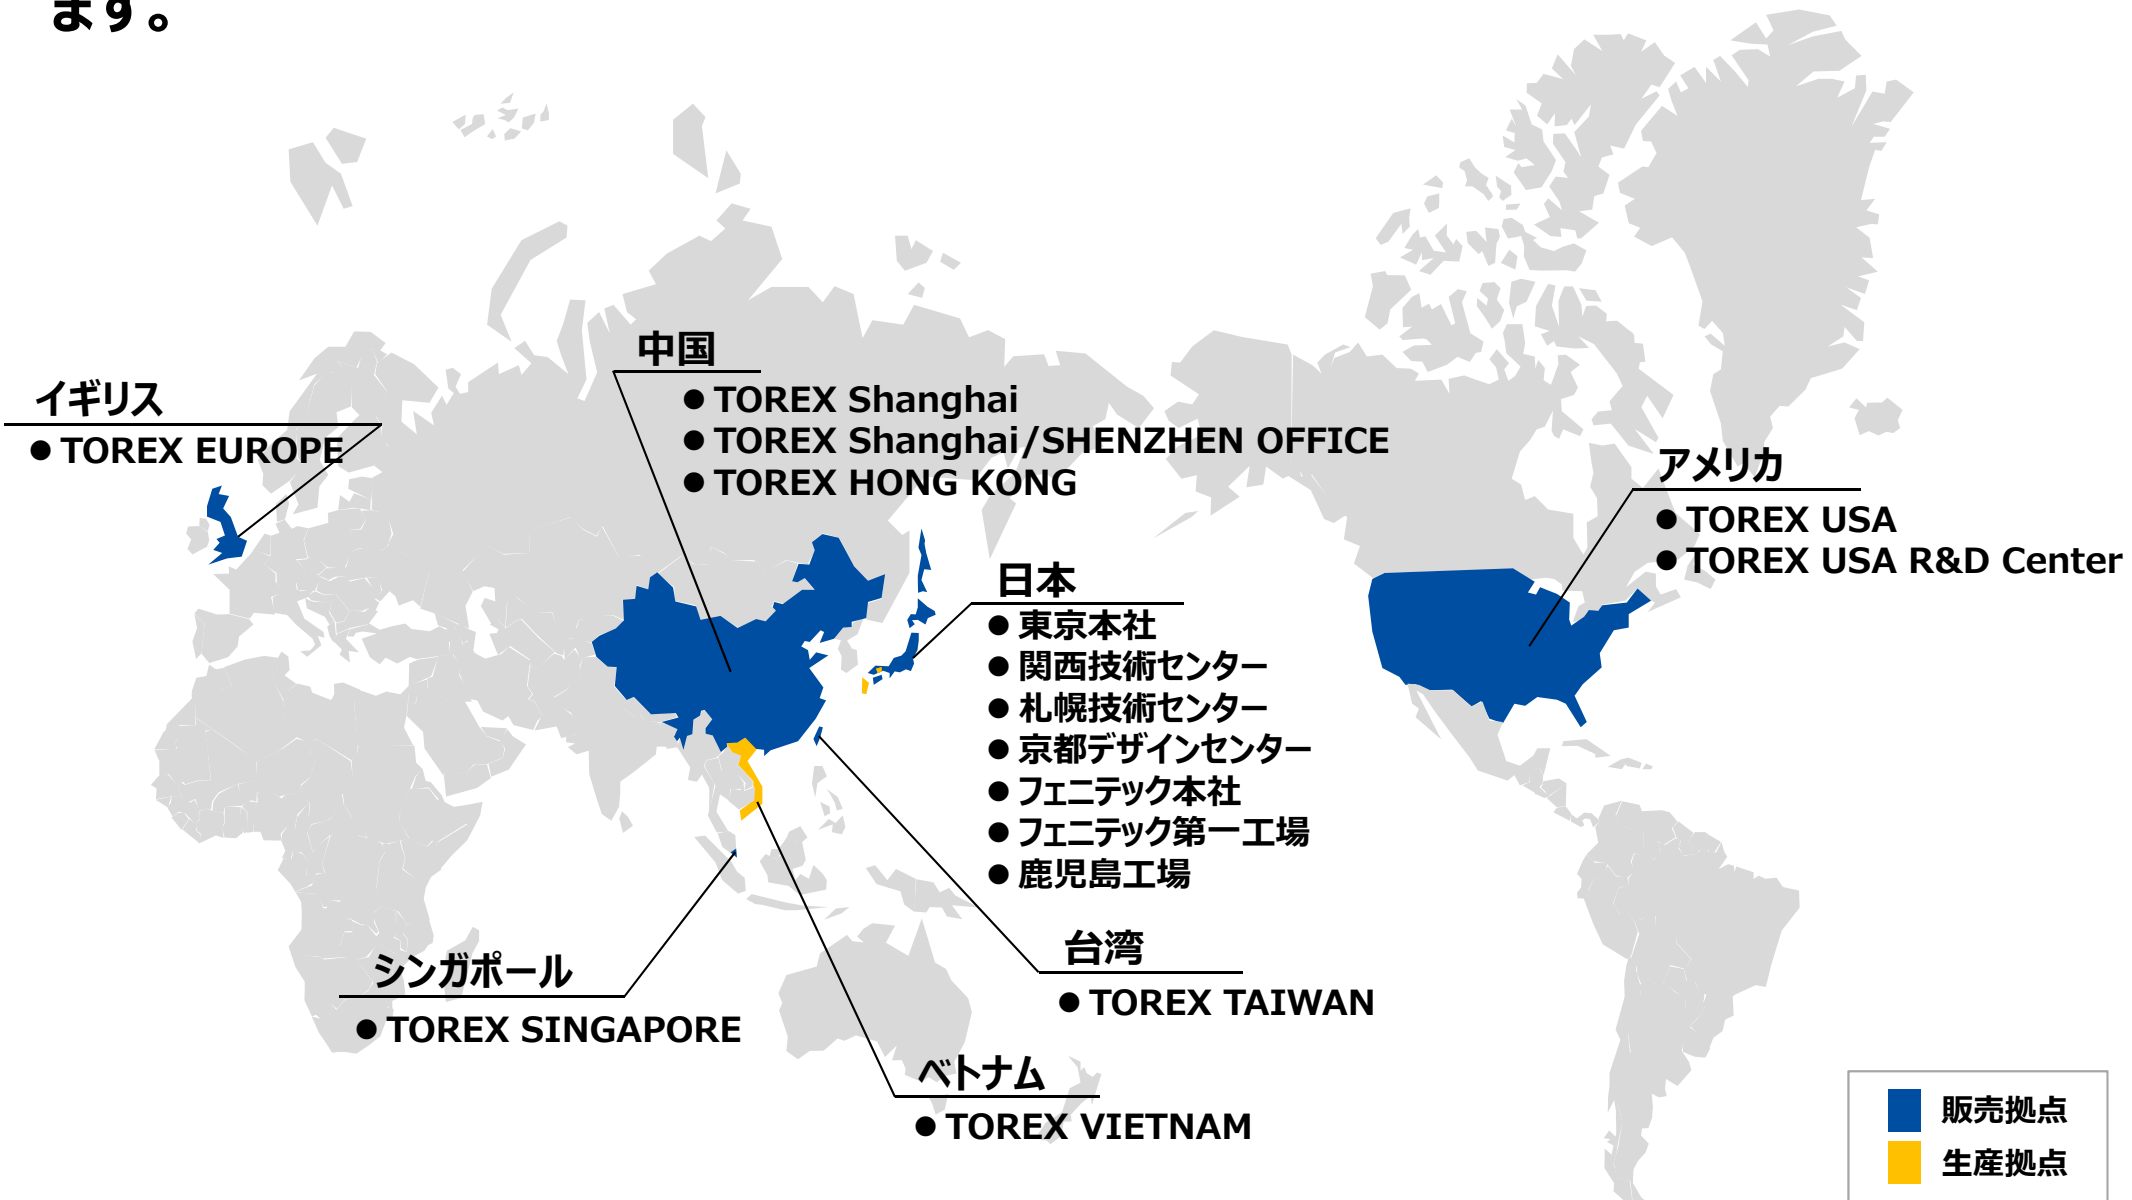 ます。
中国
● TOREX Shanghai
● TOREX Shanghai/SHENZHEN OFFICE
● TOREX HONG KONG
イギリス
● TOREX EUROPE
アメリカ
● TOREX USA
● TOREX USA R&D Center
日本
● 東京本社
● 関西技術センター
● 札幌技術センター
● 京都デザインセンター
● フェニテック本社
● フェニテック第一工場
● 鹿児島工場
台湾
● TOREX TAIWAN
シンガポール
● TOREX SINGAPORE
ベトナム
● TOREX VIETNAM
販売拠点
生産拠点